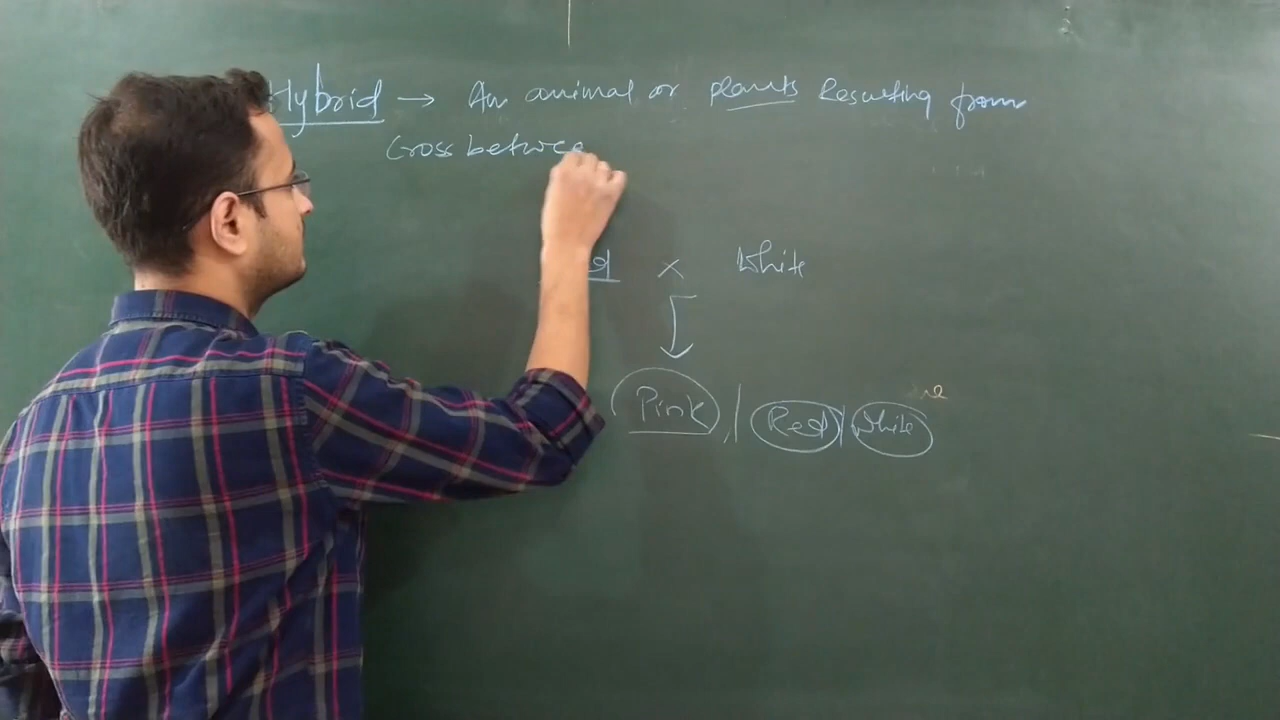 Hybrid → An animal or plants Resulting from
Cross betwee
× White
Pink, / Red / White